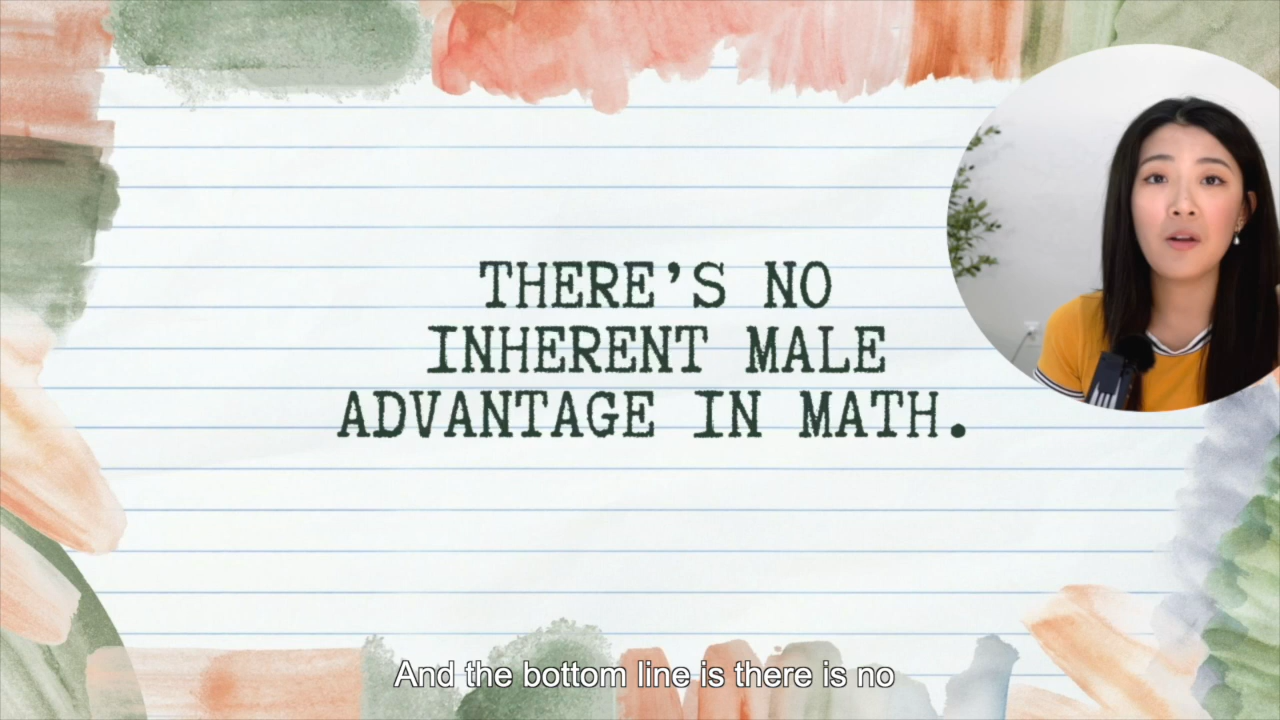 THERE’S NO
INHERENT MALE
ADVANTAGE IN MATH.
And the bottom line is there is no